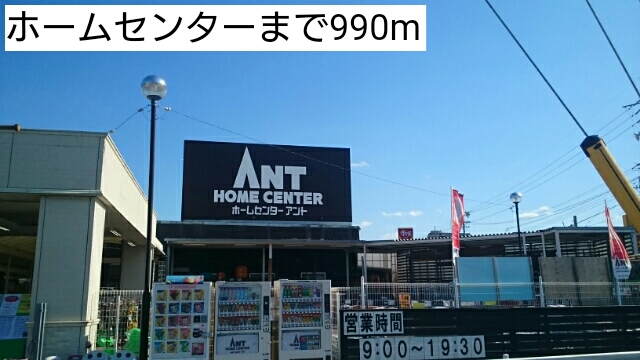 ホームセンターまで990m
ANT
HOME CENTER
ホームセンターアント
営業時間
9:00～19:30